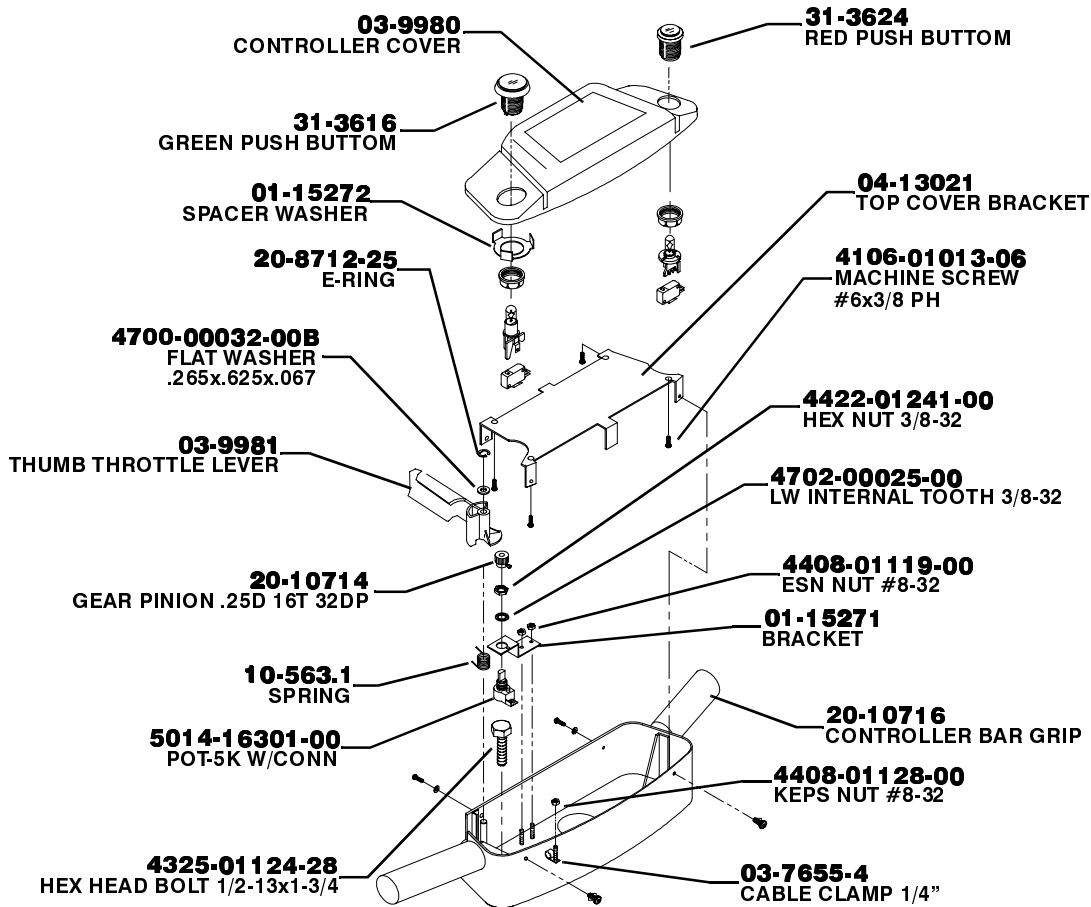 03-9980
CONTROLLER COVER
31-3624
RED PUSH BUTTOM
31-3616
GREEN PUSH BUTTOM
01-15272
SPACER WASHER
04-13021
TOP COVER BRACKET
20-8712-25
E-RING
4106-01013-06
MACHINE SCREW
#6x3/8 PH
4700-00032-00B
FLAT WASHER
.265x.625x.067
4422-01241-00
HEX NUT 3/8-32
03-9981
THUMB THROTTLE LEVER
4702-00025-00
LW INTERNAL TOOTH 3/8-32
20-10714
GEAR PINION .25D 16T 32DP
4408-01119-00
ESN NUT #8-32
01-15271
BRACKET
10-563.1
SPRING
20-10716
CONTROLLER BAR GRIP
5014-16301-00
POT-5K W/CONN
4408-01128-00
KEPS NUT #8-32
4325-01124-28
HEX HEAD BOLT 1/2-13x1-3/4
03-7655-4
CABLE CLAMP 1/4”